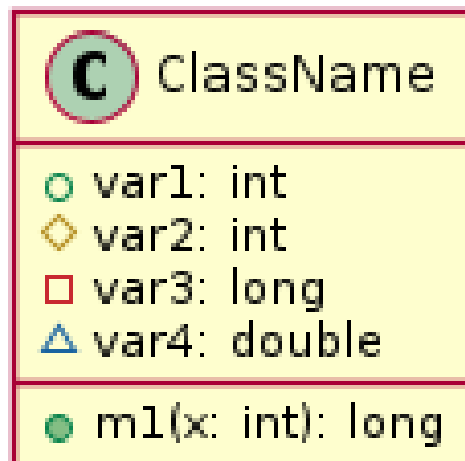 C ClassName
var1: int
var2: int
var3: long
var4: double
m1(x: int): long